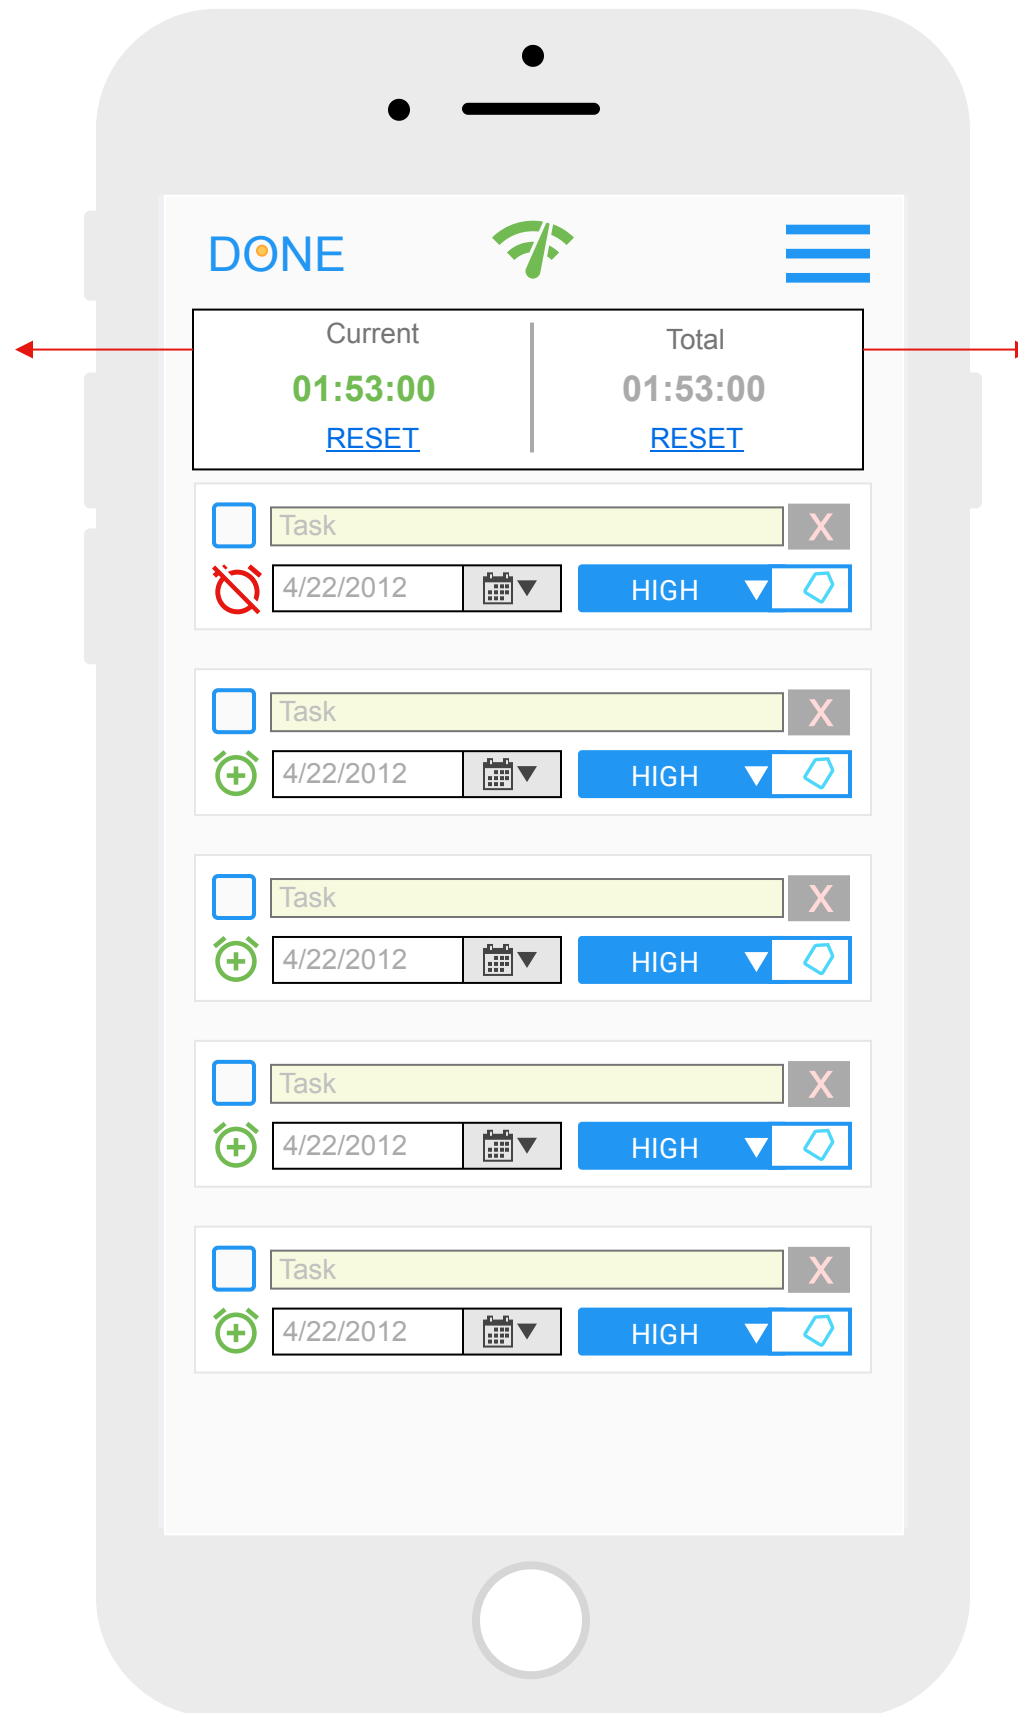 DONE
Current Total
01:53:00 01:53:00
RESET RESET
Task X
4/22/2012 HIGH
Task X
4/22/2012 HIGH
Task X
4/22/2012 HIGH
Task X
4/22/2012 HIGH
Task X
4/22/2012 HIGH